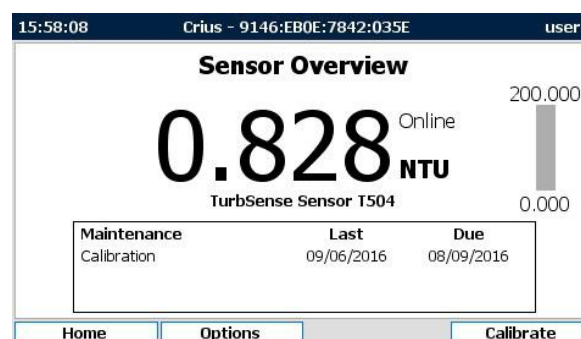 15:58:08 Crius - 9146:EB0E:7842:035E user
Sensor Overview
200.000
Online
0.828 NTU
TurbSense Sensor T504
0.000
Maintenance Last Due
Calibration 09/06/2016 08/09/2016
Home Options Calibrate